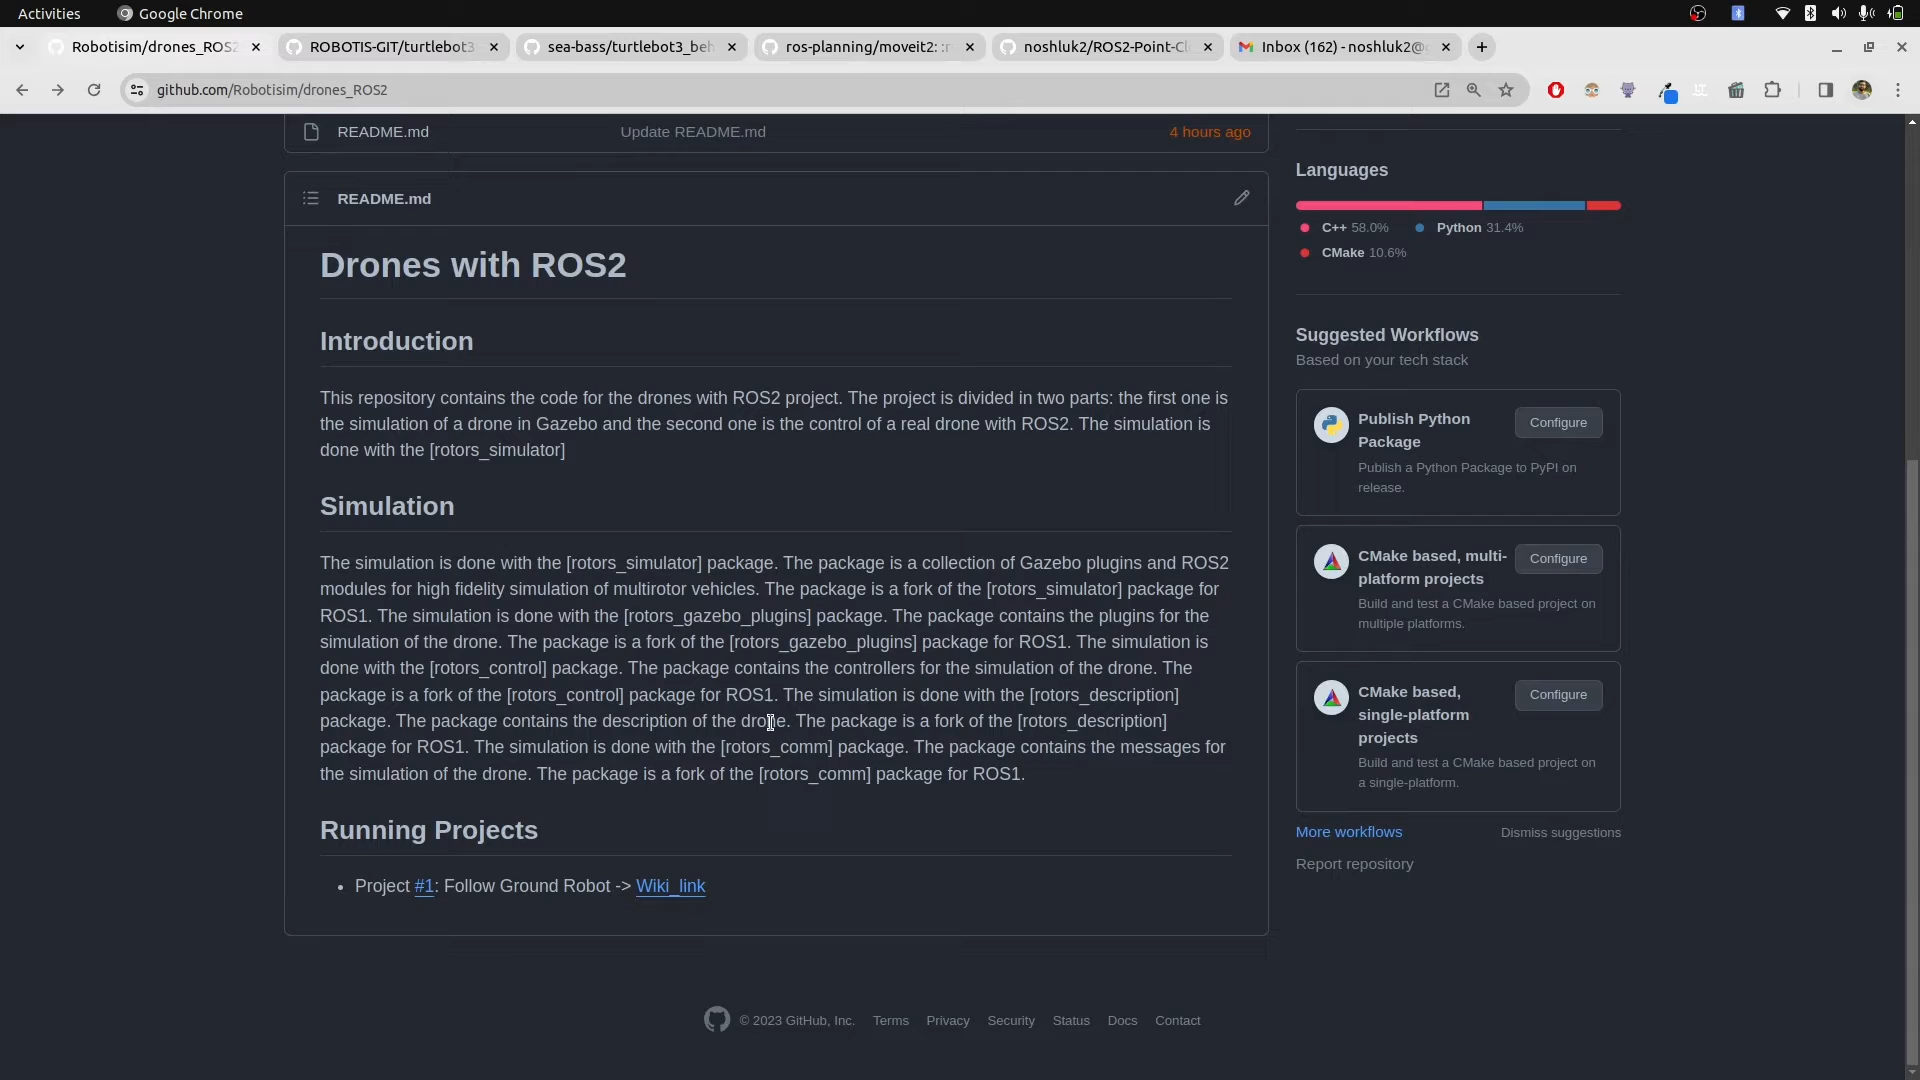 Activities
Google Chrome
Robotisim/drones_ROS2
ROBOTIS-GIT/turtlebot3
sea-bass/turtlebot3_beh
ros-planning/moveit2: :r
noshluk2/ROS2-Point-Cl
Inbox (162) - noshluk2@
github.com/Robotisim/drones_ROS2
README.md
Update README.md
4 hours ago
README.md
Drones with ROS2
Introduction
This repository contains the code for the drones with ROS2 project. The project is divided in two parts: the first one is
the simulation of a drone in Gazebo and the second one is the control of a real drone with ROS2. The simulation is
done with the [rotors_simulator]
Simulation
The simulation is done with the [rotors_simulator] package. The package is a collection of Gazebo plugins and ROS2
modules for high fidelity simulation of multirotor vehicles. The package is a fork of the [rotors_simulator] package for
ROS1. The simulation is done with the [rotors_gazebo_plugins] package. The package contains the plugins for the
simulation of the drone. The package is a fork of the [rotors_gazebo_plugins] package for ROS1. The simulation is
done with the [rotors_control] package. The package contains the controllers for the simulation of the drone. The
package is a fork of the [rotors_control] package for ROS1. The simulation is done with the [rotors_description]
package. The package contains the description of the drone. The package is a fork of the [rotors_description]
package for ROS1. The simulation is done with the [rotors_comm] package. The package contains the messages for
the simulation of the drone. The package is a fork of the [rotors_comm] package for ROS1.
Running Projects
• Project #1: Follow Ground Robot -> Wiki_link
Languages
C++ 58.0%
Python 31.4%
CMake 10.6%
Suggested Workflows
Based on your tech stack
Publish Python
Package
Configure
Publish a Python Package to PyPI on
release.
CMake based, multi-
platform projects
Configure
Build and test a CMake based project on
multiple platforms.
CMake based,
single-platform
projects
Configure
Build and test a CMake based project on
a single-platform.
More workflows
Dismiss suggestions
Report repository
© 2023 GitHub, Inc.
Terms
Privacy
Security
Status
Docs
Contact